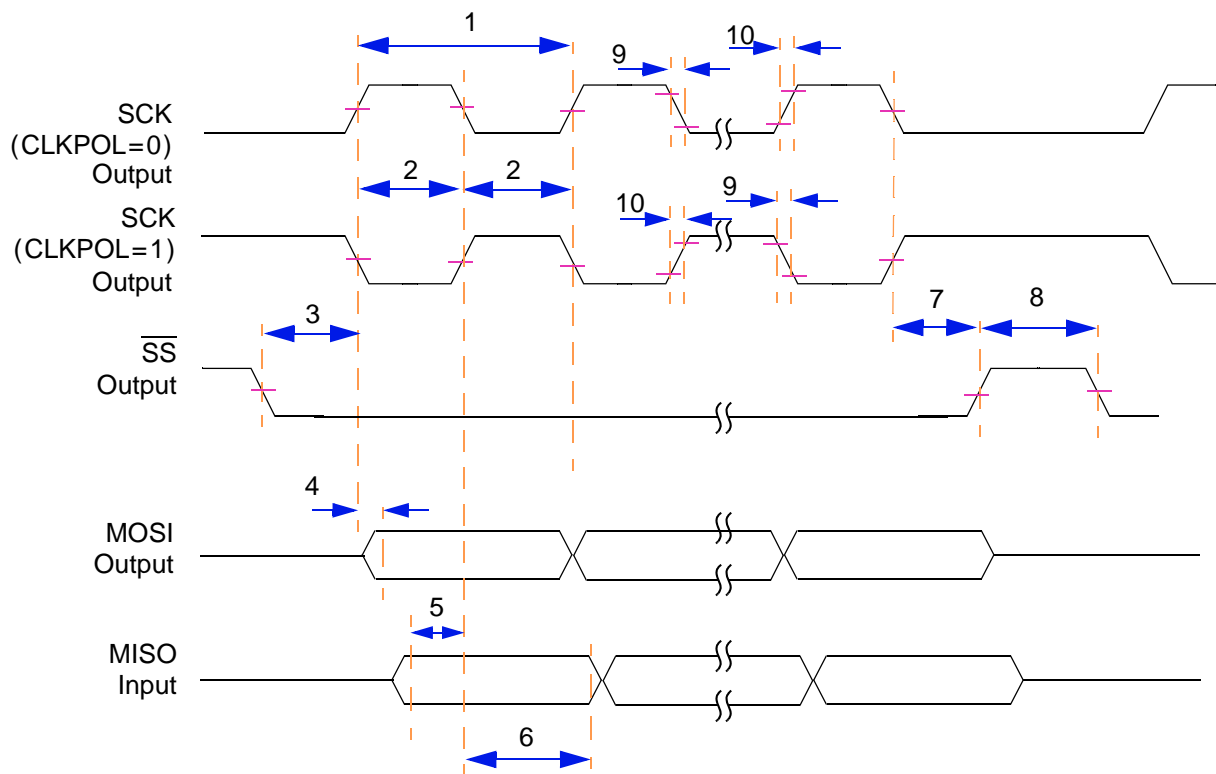 1
9
10
SCK
(CLKPOL=0)
Output
2
2
SCK
(CLKPOL=1)
Output
10
9
3
7
8
SS
Output
4
MOSI
Output
5
MISO
Input
6